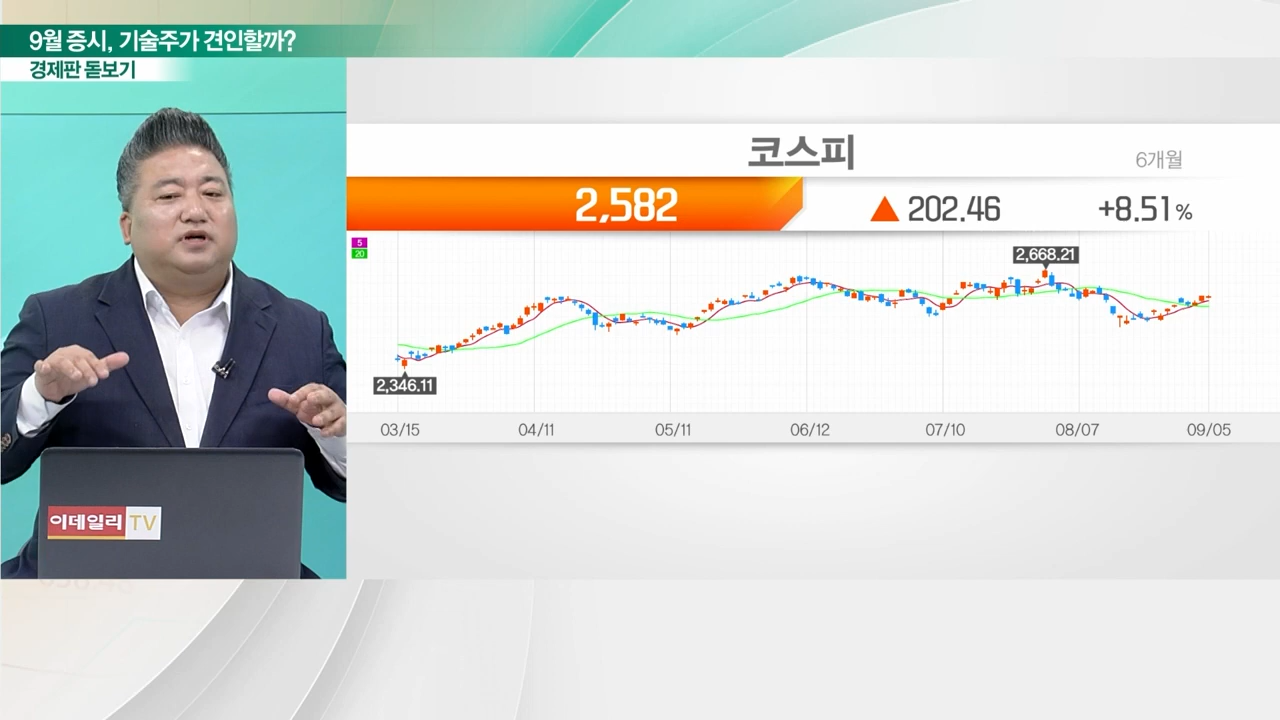 9월 증시, 기술주가 견인할까?
경제판 돋보기
코스피
6개월
2,582
▲ 202.46
+8.51%
5
20
2,668.21
2,346.11
03/15
04/11
05/11
06/12
07/10
08/07
09/05
이데일리 TV